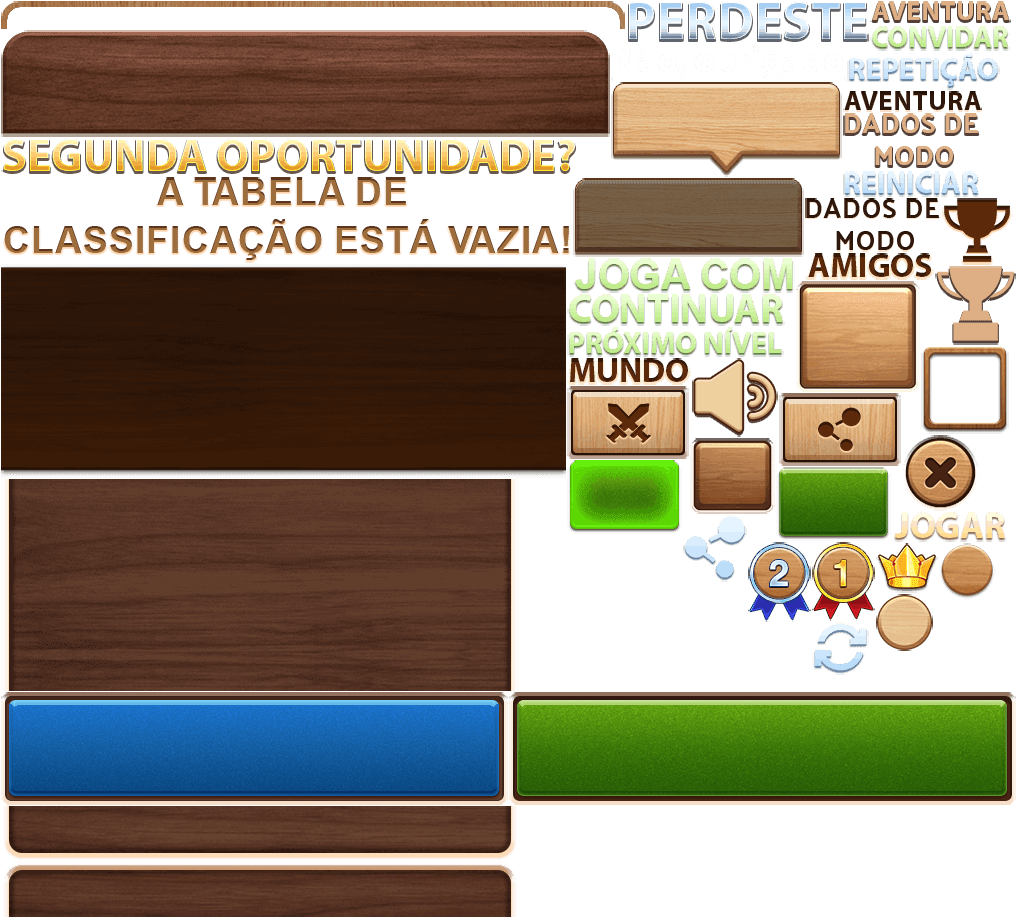 PERDESTE
AVENTURA
CONVIDAR
REPETIÇÃO
AVENTURA
DADOS DE
SEGUNDA OPORTUNIDADE?
MODO
A TABELA DE
REINICIAR
DADOS DE
CLASSIFICAÇÃO ESTÁ VAZIA!
MODO
AMIGOS
JOGA COM
CONTINUAR
PRÓXIMO NÍVEL
MUNDO
JOGAR
2
1